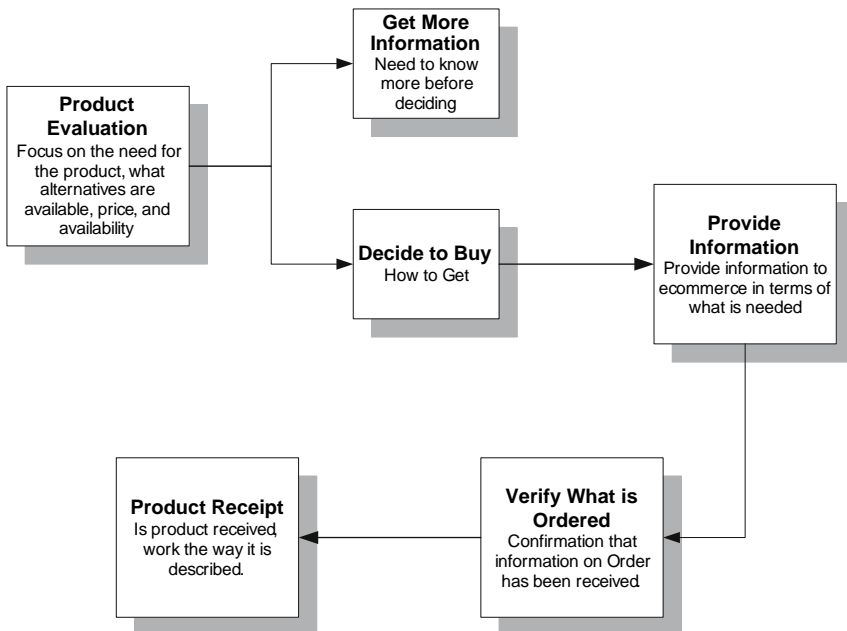 Product
Evaluation
Focus on the need for
the product, what
alternatives are
available, price, and
availability
Get More
Information
Need to know
more before
deciding
Decide to Buy
How to Get
Provide
Information
Provide information to
ecommerce in terms of
what is needed
Verify What is
Ordered
Confirmation that
information on Order
has been received.
Product Receipt
Is product received,
work the way it is
described.